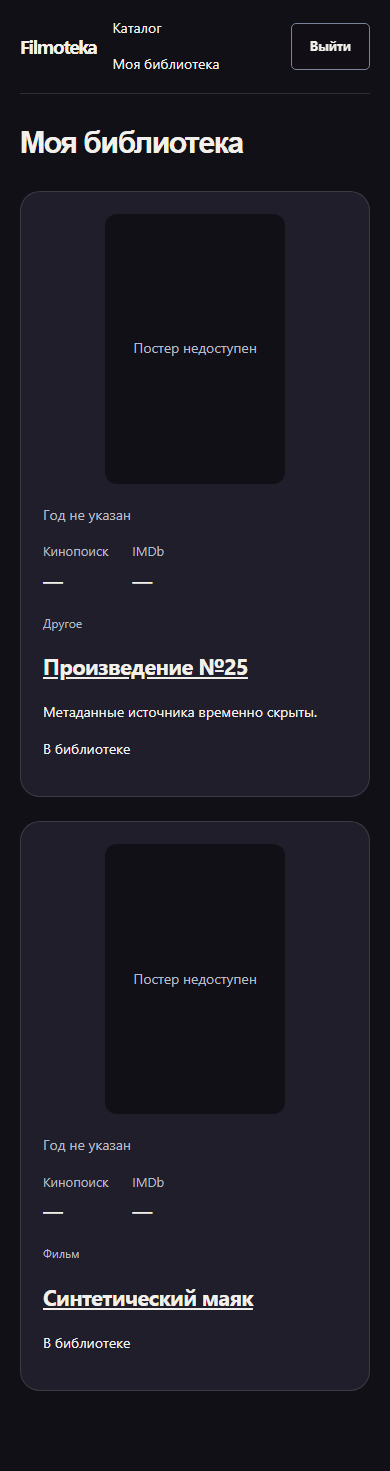 Filmoteka
Каталог
Моя библиотека
Выйти
Моя библиотека
Постер недоступен
Год не указан
Кинопоиск IMDb
— —
Другое
Произведение №25
Метаданные источника временно скрыты.
В библиотеке
Постер недоступен
Год не указан
Кинопоиск IMDb
— —
Фильм
Синтетический маяк
В библиотеке